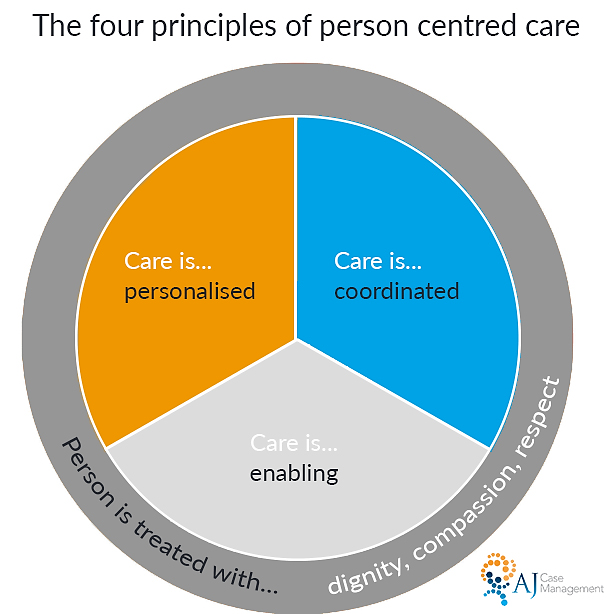 The four principles of person centred care
Care is...
personalised
Care is...
coordinated
Care is...
enabling
Person is treated with...
dignity, compassion, respect
AJ Case
Management